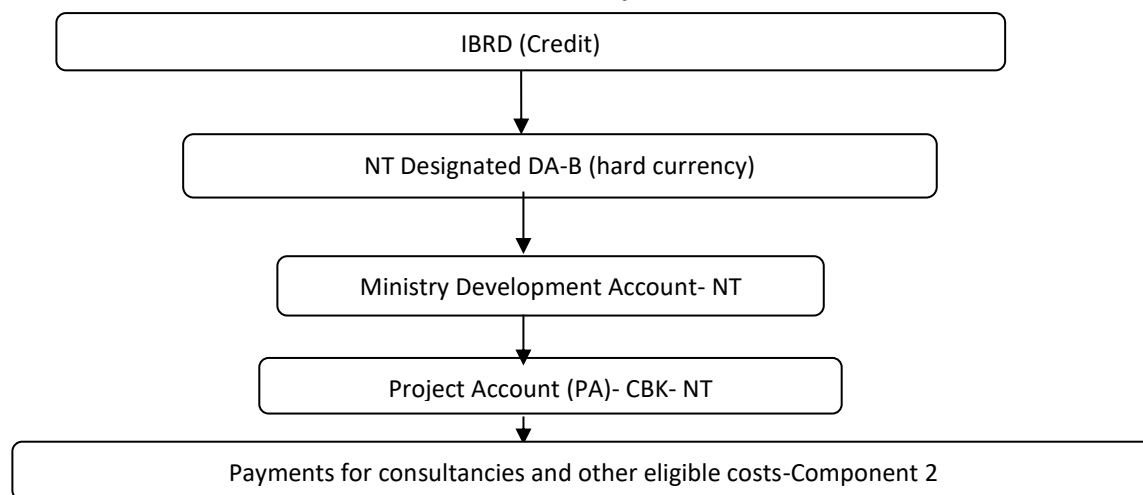 IBRD (Credit)
NT Designated DA-B (hard currency)
Ministry Development Account- NT
Project Account (PA)- CBK- NT
Payments for consultancies and other eligible costs-Component 2